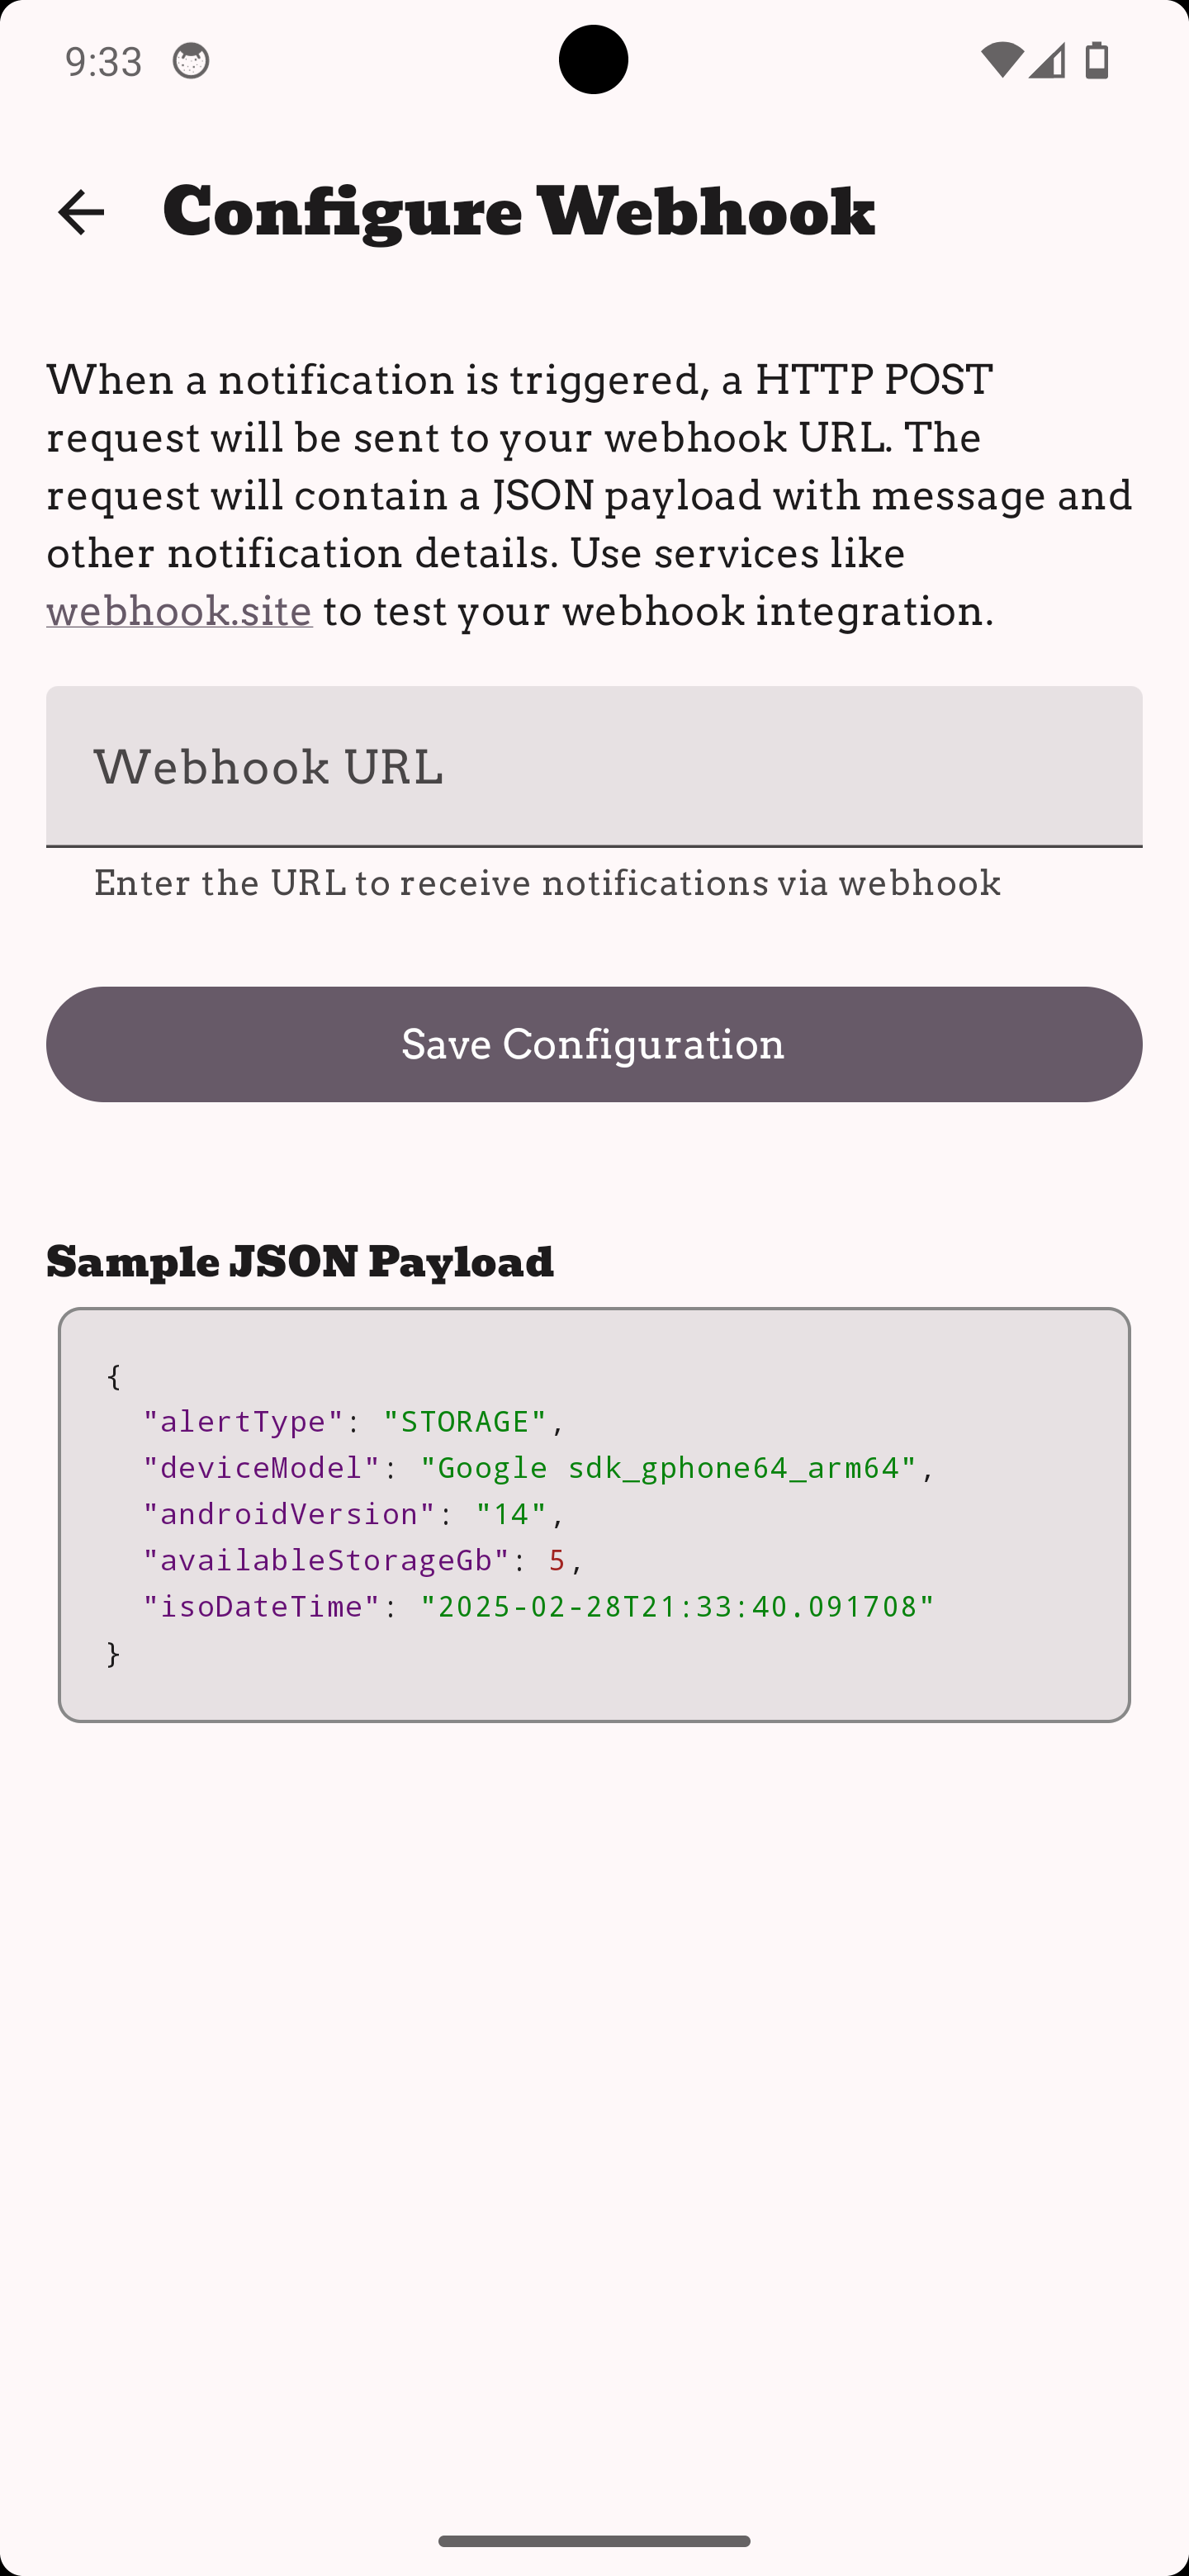 9:33
Configure Webhook
When a notification is triggered, a HTTP POST
request will be sent to your webhook URL. The
request will contain a JSON payload with message and
other notification details. Use services like
webhook.site to test your webhook integration.
Webhook URL
Enter the URL to receive notifications via webhook
Save Configuration
Sample JSON Payload
{
  "alertType": "STORAGE",
  "deviceModel": "Google sdk_gphone64_arm64",
  "androidVersion": "14",
  "availableStorageGb": 5,
  "isoDateTime": "2025-02-28T21:33:40.091708"
}